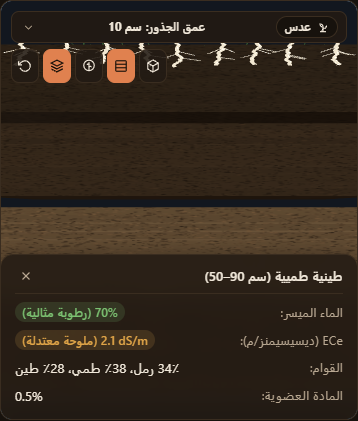 عدس
عمق الجذور: سم 10
طينية طميية (سم 90–50)
الماء الميسر:
70% (رطوبة مثالية)
ECe (ديسيسيمنز/م):
2.1 dS/m (ملوحة معتدلة)
القوام:
34٪ رمل، 38٪ طمي، 28٪ طين
المادة العضوية:
0.5%